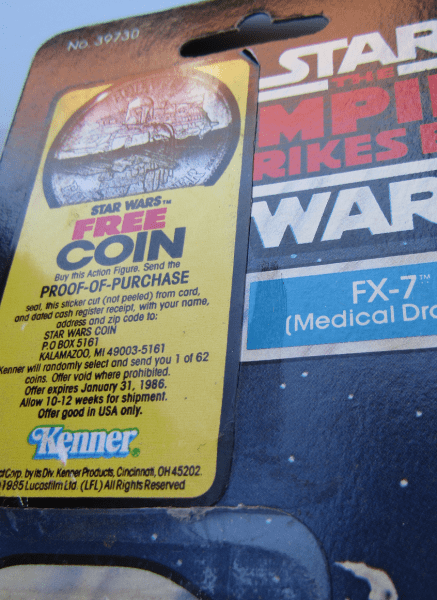 No. 39730
STAR
THE
MPI
RIKES
WAR
FX-7™
(Medical Dro
STAR WARS™
FREE
COIN
Buy this Action Figure. Send the
PROOF-OF-PURCHASE
seal, this sticker cut (not peeled) from card,
and dated cash register receipt, with your name,
address and zip code to:
STAR WARS COIN
P.O BOX 5161
KALAMAZOO, MI 49003-5161
Kenner will randomly select and send you 1 of 62
coins. Offer void where prohibited.
Offer expires January 31, 1986.
Allow 10-12 weeks for shipment.
Offer good in USA only.
Kenner®
Corp. by its Div. Kenner Products, Cincinnati, OH 45202.
1985 Lucasfilm Ltd. (LFL) All Rights Reserved